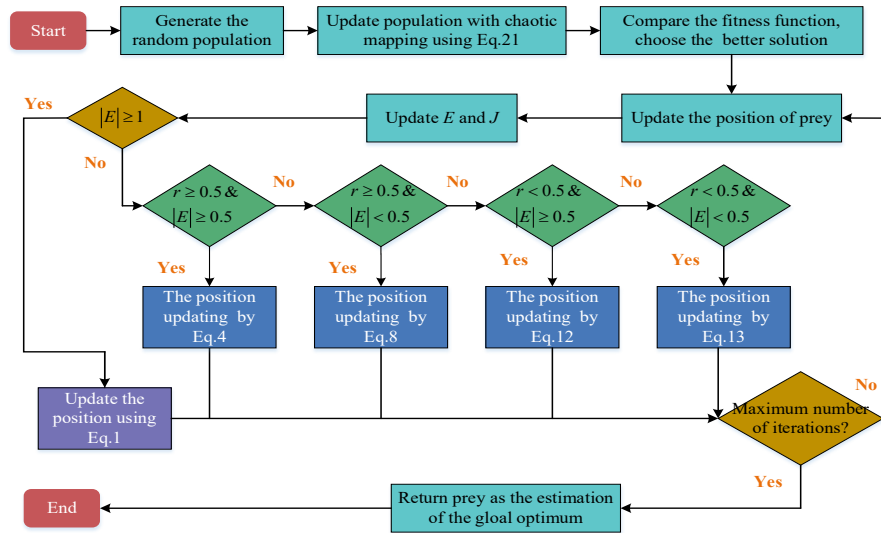 Start
Generate the
random population
Update population with chaotic
mapping using Eq.21
Compare the fitness function,
choose the better solution
Yes
|E| ≥ 1
Update E and J
Update the position of prey
No
r ≥ 0.5 &
|E| ≥ 0.5
No
r ≥ 0.5 &
|E| < 0.5
No
r < 0.5 &
|E| ≥ 0.5
No
r < 0.5 &
|E| < 0.5
Yes
Yes
Yes
Yes
The position
updating by
Eq.4
The position
updating by
Eq.8
The position
updating by
Eq.12
The position
updating by
Eq.13
Update the
position using
Eq.1
No
Maximum number
of iterations?
Yes
End
Return prey as the estimation
of the gloal optimum